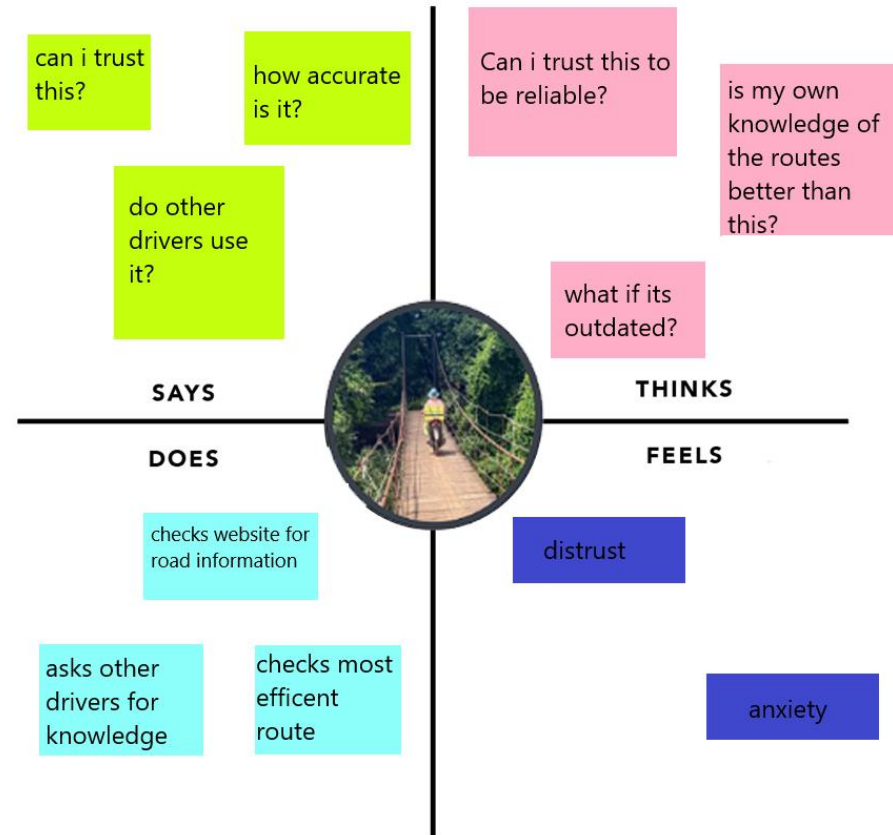 can i trust
this?
how accurate
is it?
do other
drivers use
it?
SAYS
Can i trust this to
be reliable?
is my own
knowledge of
the routes
better than
this?
what if its
outdated?
THINKS
DOES
checks website for
road information
asks other
drivers for
knowledge
checks most
efficent
route
FEELS
distrust
anxiety